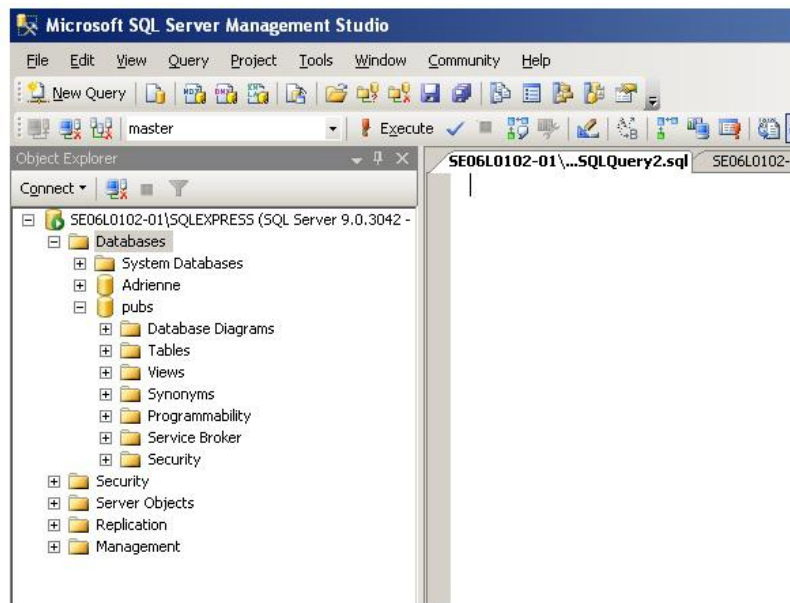 Microsoft SQL Server Management Studio
File Edit View Query Project Tools Window Community Help
New Query
master Execute
Object Explorer
SE06L0102-01\...SQLQuery2.sql SE06L0102-
Connect
SE06L0102-01\SQLEXPRESS (SQL Server 9.0.3042 -
Databases
System Databases
Adrienne
pubs
Database Diagrams
Tables
Views
Synonyms
Programmability
Service Broker
Security
Security
Server Objects
Replication
Management